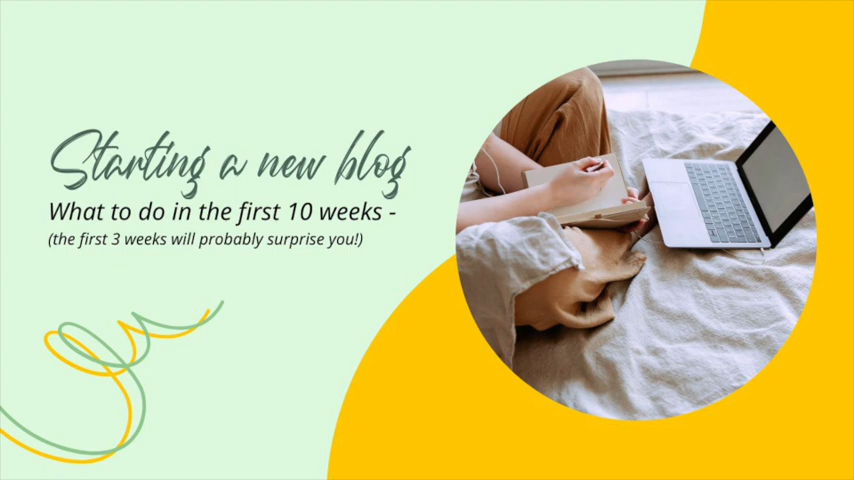 Starting a new blog
What to do in the first 10 weeks -
(the first 3 weeks will probably surprise you!)